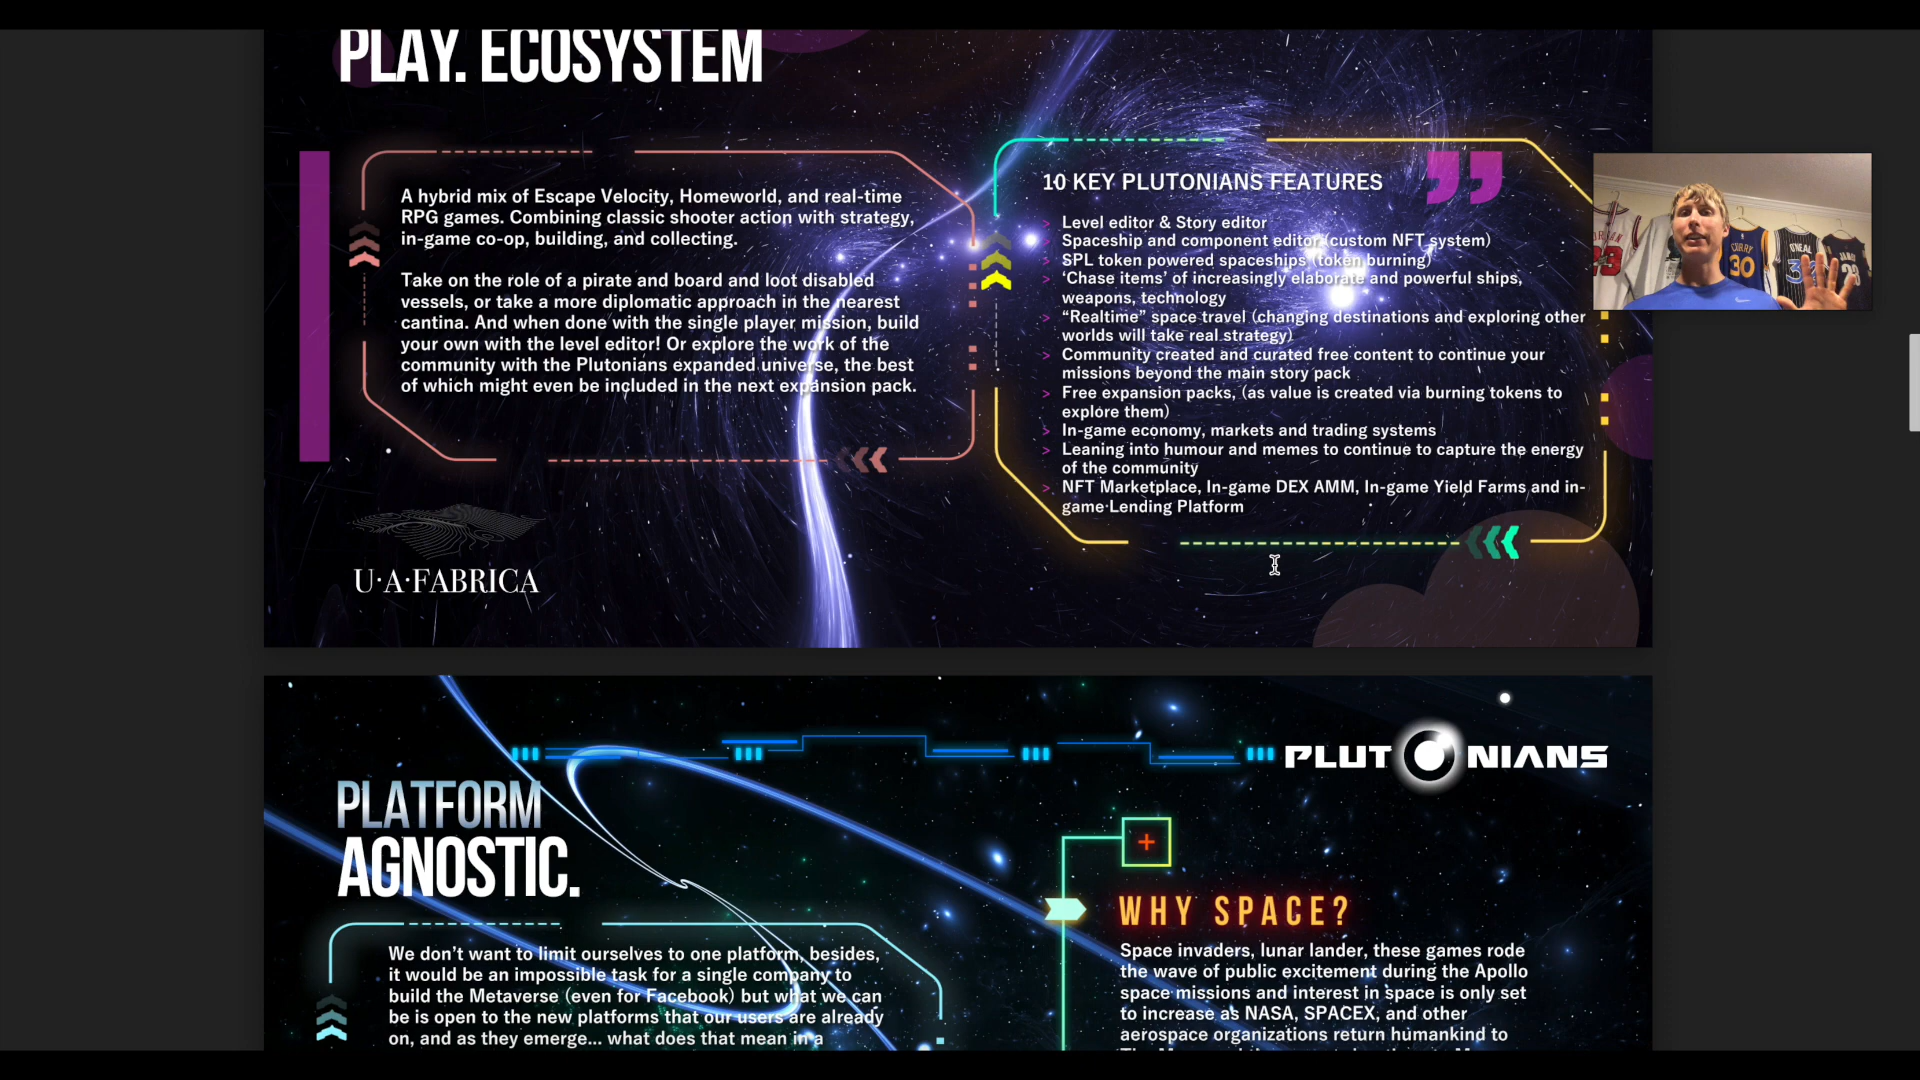 PLAY. ECOSYSTEM
A hybrid mix of Escape Velocity, Homeworld, and real-time
RPG games. Combining classic shooter action with strategy,
in-game co-op, building, and collecting.
Take on the role of a pirate and board and loot disabled
vessels, or take a more diplomatic approach in the nearest
cantina. And when done with the single player mission, build
your own with the level editor! Or explore the work of the
community with the Plutonians expanded universe, the best
of which might even be included in the next expansion pack.
U·A·FABRICA
10 KEY PLUTONIANS FEATURES
> Level editor & Story editor
> Spaceship and component editor (custom NFT system)
> SPL token powered spaceships (token burning)
> ‘Chase items’ of increasingly elaborate and powerful ships,
weapons, technology
> “Realtime” space travel (changing destinations and exploring other
worlds will take real strategy)
> Community created and curated free content to continue your
missions beyond the main story pack
> Free expansion packs, (as value is created via burning tokens to
explore them)
> In-game economy, markets and trading systems
> Leaning into humour and memes to continue to capture the energy
of the community
> NFT Marketplace, In-game DEX AMM, In-game Yield Farms and in-
game Lending Platform
CURRY
30
O'NEAL
23
PLUTONIANS
PLATFORM
AGNOSTIC.
We don’t want to limit ourselves to one platform, besides,
it would be an impossible task for a single company to
build the Metaverse (even for Facebook) but what we can
be is open to the new platforms that our users are already
on, and as they emerge... what does that mean in a
WHY SPACE?
Space invaders, lunar lander, these games rode
the wave of public excitement during the Apollo
space missions and interest in space is only set
to increase as NASA, SPACEX, and other
aerospace organizations return humankind to